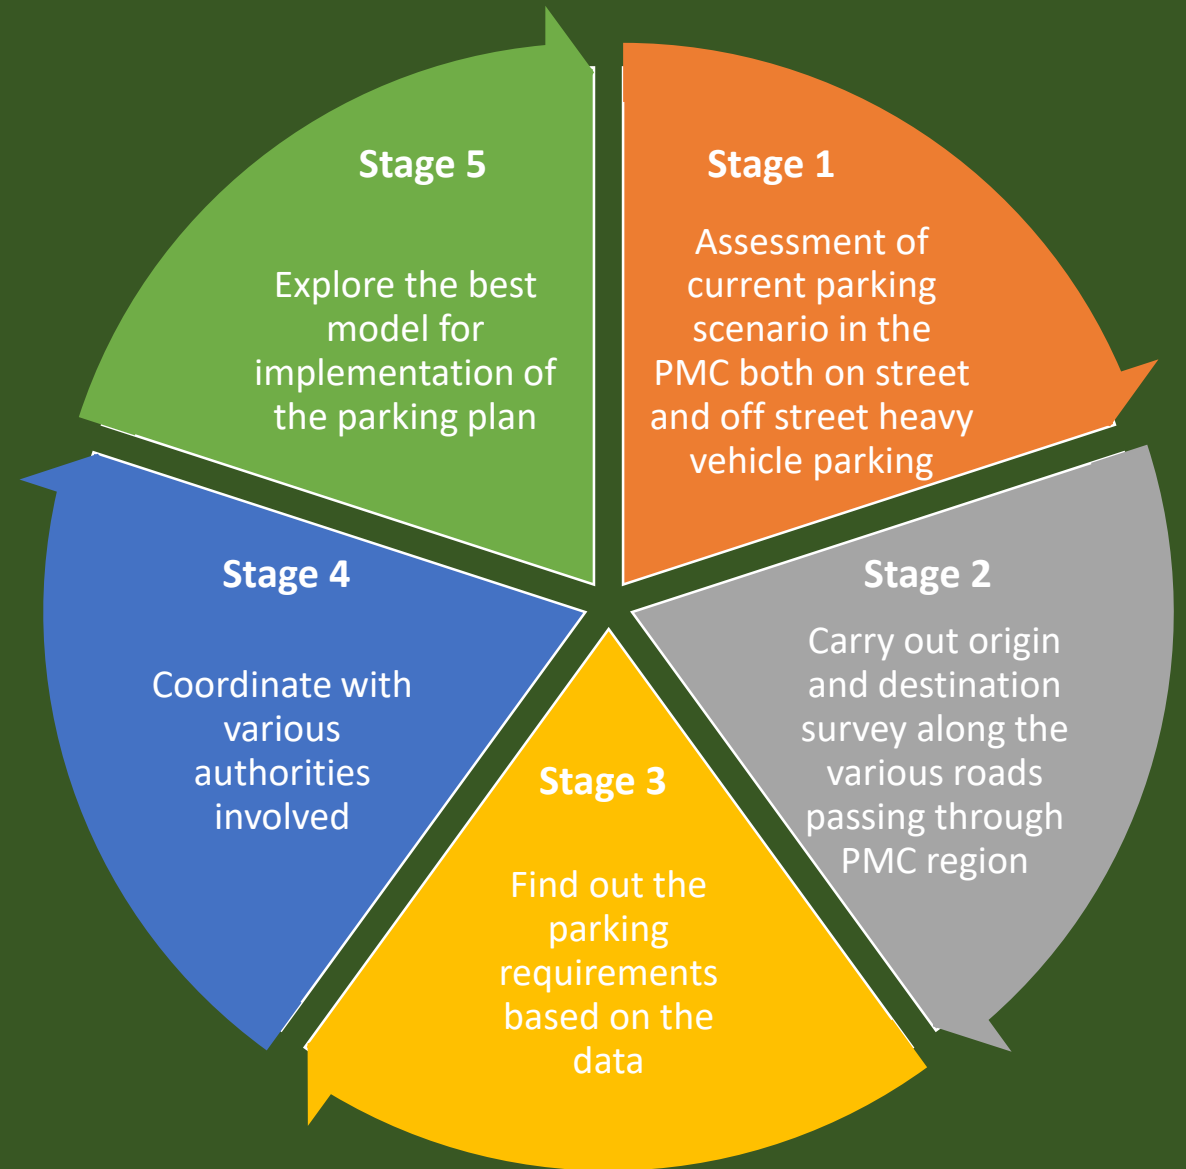 Stage 1
Assessment of
current parking
scenario in the
PMC both on street
and off street heavy
vehicle parking
Stage 2
Carry out origin
and destination
survey along the
various roads
passing through
PMC region
Stage 3
Find out the
parking
requirements
based on the
data
Stage 4
Coordinate with
various
authorities
involved
Stage 5
Explore the best
model for
implementation of
the parking plan